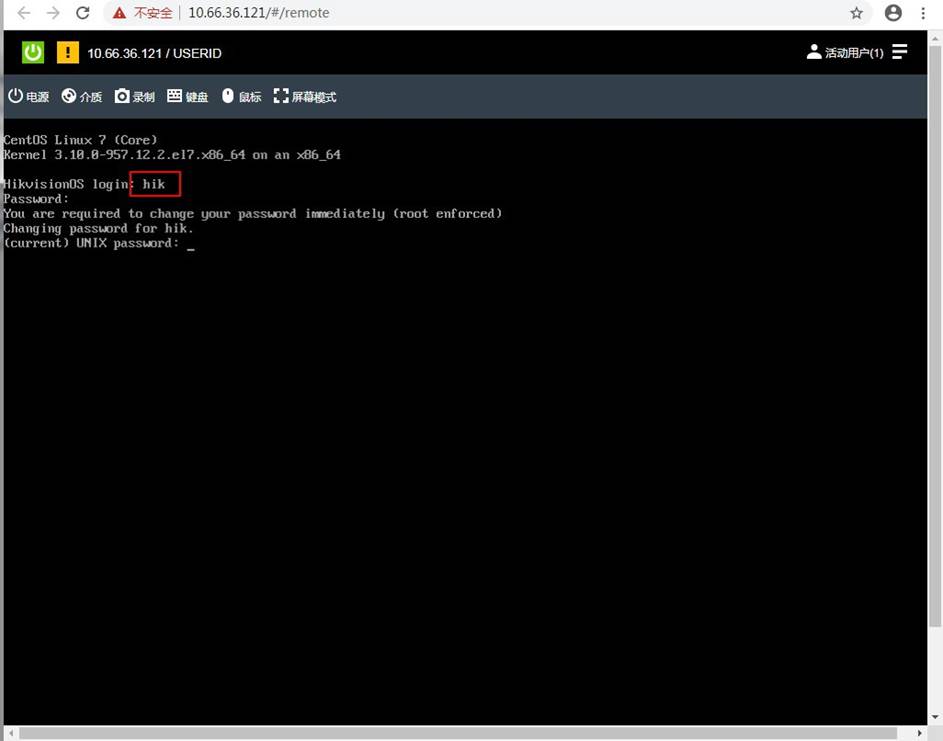 不安全 | 10.66.36.121/#/remote
10.66.36.121 / USERID
活动用户(1)
电源 介质 录制 键盘 鼠标 屏幕模式
CentOS Linux 7 (Core)
Kernel 3.10.0-957.12.2.el7.x86_64 on an x86_64
HikvisionOS login: hik
Password:
You are required to change your password immediately (root enforced)
Changing password for hik.
(current) UNIX password: _